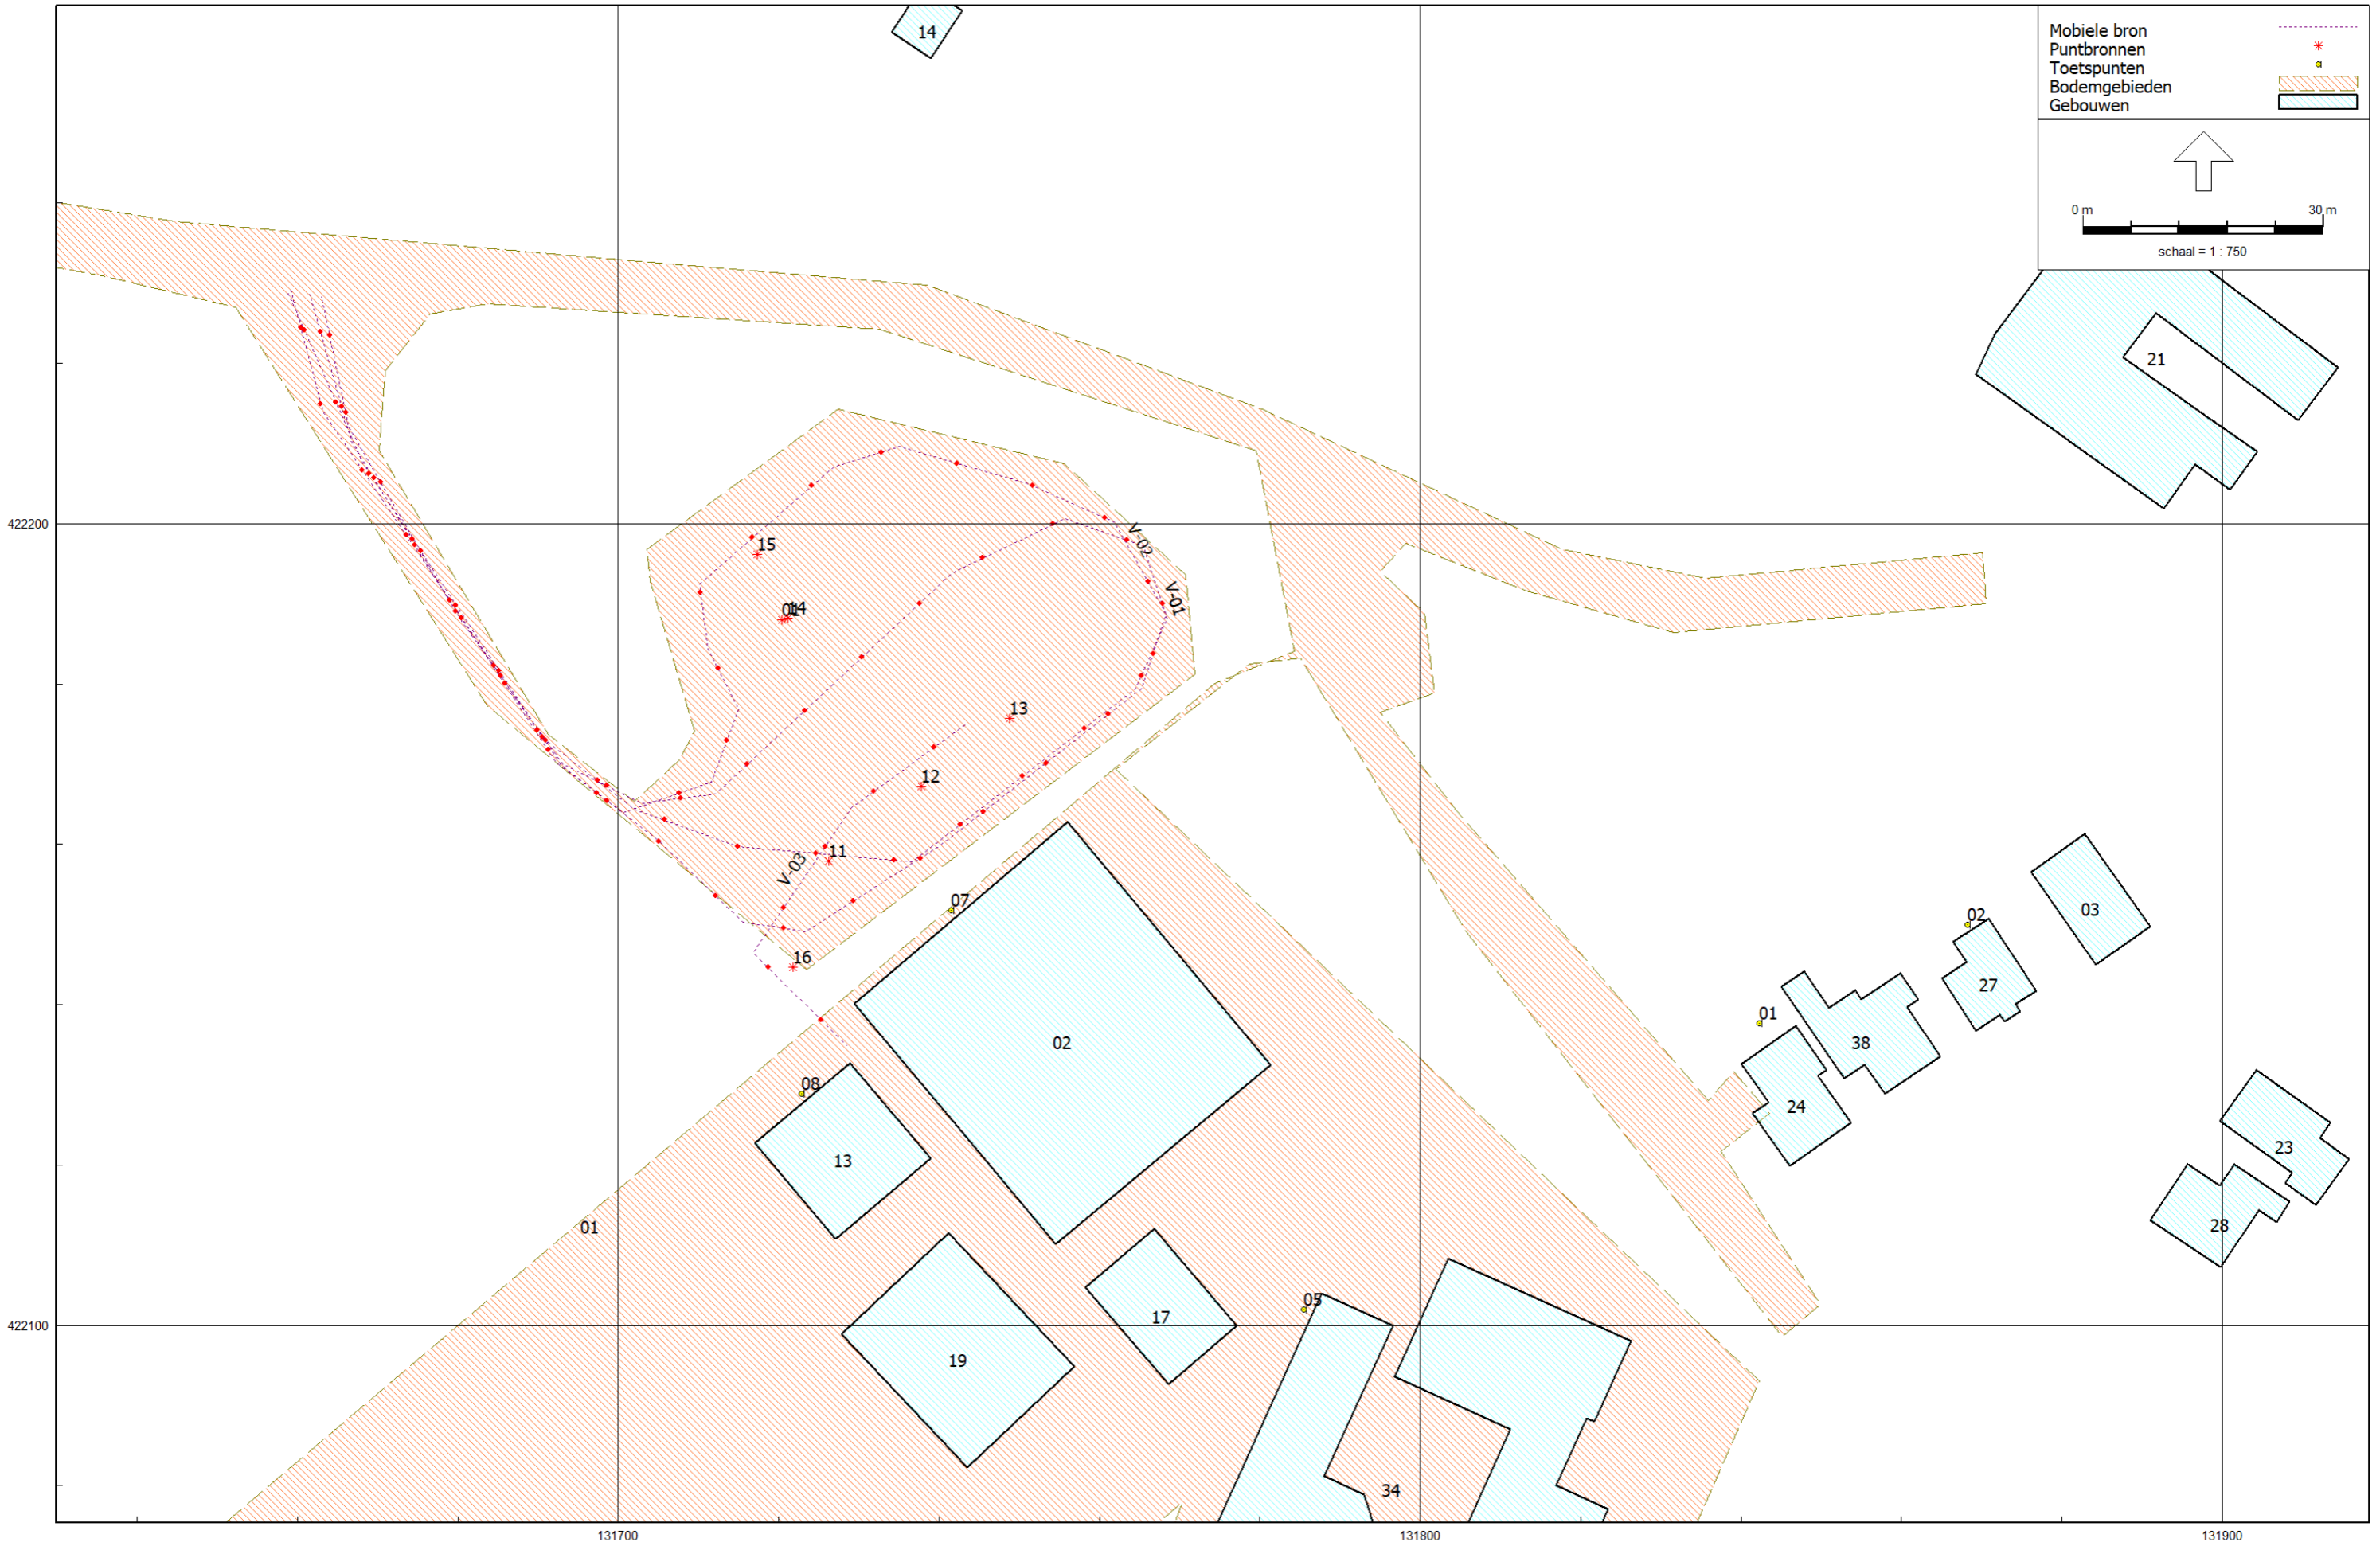 14
Mobiele bron
Puntbronnen
Toetspunten
Bodemgebieden
Gebouwen
0 m 30 m
schaal = 1 : 750
21
422200
V-02
15
V-01
01
14
13
12
11
V-03
07
02
03
16
27
01
38
02
08
24
13
23
01
28
05
17
422100
19
34
131700 131800 131900